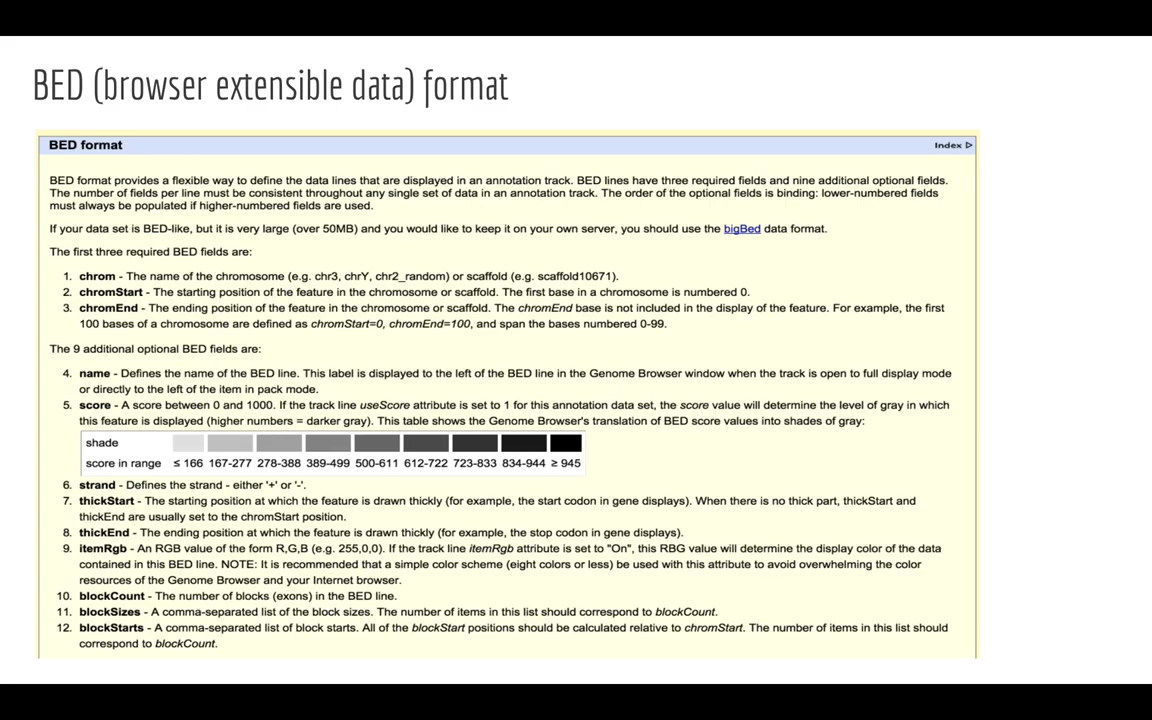 BED (browser extensible data) format
BED format
Index
BED format provides a flexible way to define the data lines that are displayed in an annotation track. BED lines have three required fields and nine additional optional fields.
The number of fields per line must be consistent throughout any single set of data in an annotation track. The order of the optional fields is binding: lower-numbered fields
must always be populated if higher-numbered fields are used.
If your data set is BED-like, but it is very large (over 50MB) and you would like to keep it on your own server, you should use the bigBed data format.
The first three required BED fields are:
1. chrom - The name of the chromosome (e.g. chr3, chrY, chr2_random) or scaffold (e.g. scaffold10671).
2. chromStart - The starting position of the feature in the chromosome or scaffold. The first base in a chromosome is numbered 0.
3. chromEnd - The ending position of the feature in the chromosome or scaffold. The chromEnd base is not included in the display of the feature. For example, the first
100 bases of a chromosome are defined as chromStart=0, chromEnd=100, and span the bases numbered 0-99.
The 9 additional optional BED fields are:
4. name - Defines the name of the BED line. This label is displayed to the left of the BED line in the Genome Browser window when the track is open to full display mode
or directly to the left of the item in pack mode.
5. score - A score between 0 and 1000. If the track line useScore attribute is set to 1 for this annotation data set, the score value will determine the level of gray in which
this feature is displayed (higher numbers = darker gray). This table shows the Genome Browser's translation of BED score values into shades of gray:
shade
score in range ≤ 166 167-277 278-388 389-499 500-611 612-722 723-833 834-944 ≥ 945
6. strand - Defines the strand - either '+' or '-'.
7. thickStart - The starting position at which the feature is drawn thickly (for example, the start codon in gene displays). When there is no thick part, thickStart and
thickEnd are usually set to the chromStart position.
8. thickEnd - The ending position at which the feature is drawn thickly (for example, the stop codon in gene displays).
9. itemRgb - An RGB value of the form R,G,B (e.g. 255,0,0). If the track line itemRgb attribute is set to "On", this RBG value will determine the display color of the data
contained in this BED line. NOTE: It is recommended that a simple color scheme (eight colors or less) be used with this attribute to avoid overwhelming the color
resources of the Genome Browser and your Internet browser.
10. blockCount - The number of blocks (exons) in the BED line.
11. blockSizes - A comma-separated list of the block sizes. The number of items in this list should correspond to blockCount.
12. blockStarts - A comma-separated list of block starts. All of the blockStart positions should be calculated relative to chromStart. The number of items in this list should
correspond to blockCount.